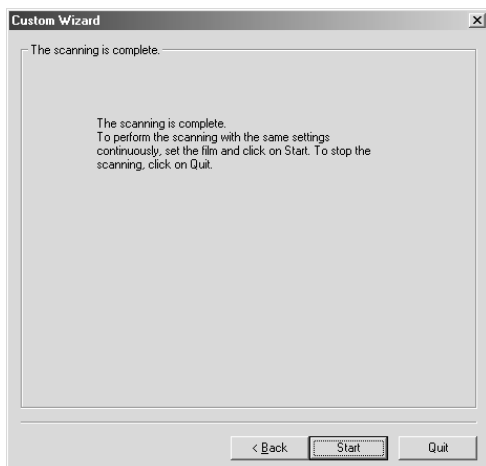 Custom Wizard
The scanning is complete.
The scanning is complete.
To perform the scanning with the same settings
continuously, set the film and click on Start. To stop the
scanning, click on Quit.
< Back
Start
Quit